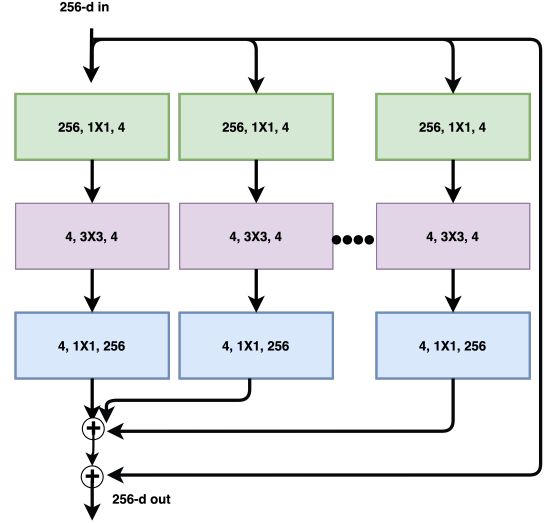 256-d in
256, 1X1, 4
256, 1X1, 4
256, 1X1, 4
4, 3X3, 4
4, 3X3, 4
4, 3X3, 4
4, 1X1, 256
4, 1X1, 256
4, 1X1, 256
256-d out